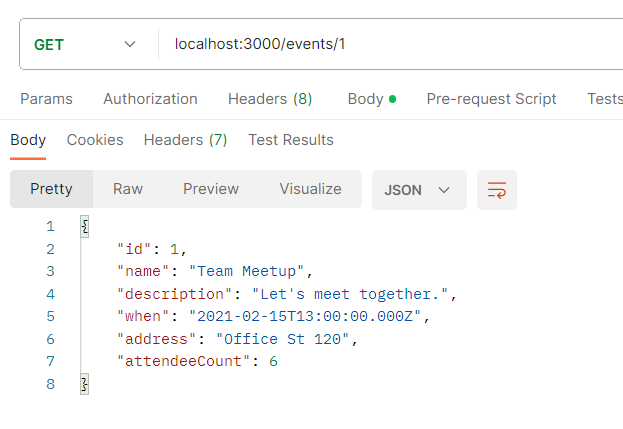 GET localhost:3000/events/1
Params Authorization Headers (8) Body Pre-request Script Tests
Body Cookies Headers (7) Test Results
Pretty Raw Preview Visualize JSON
1 {
2 "id": 1,
3 "name": "Team Meetup",
4 "description": "Let's meet together.",
5 "when": "2021-02-15T13:00:00.000Z",
6 "address": "Office St 120",
7 "attendeeCount": 6
8 }